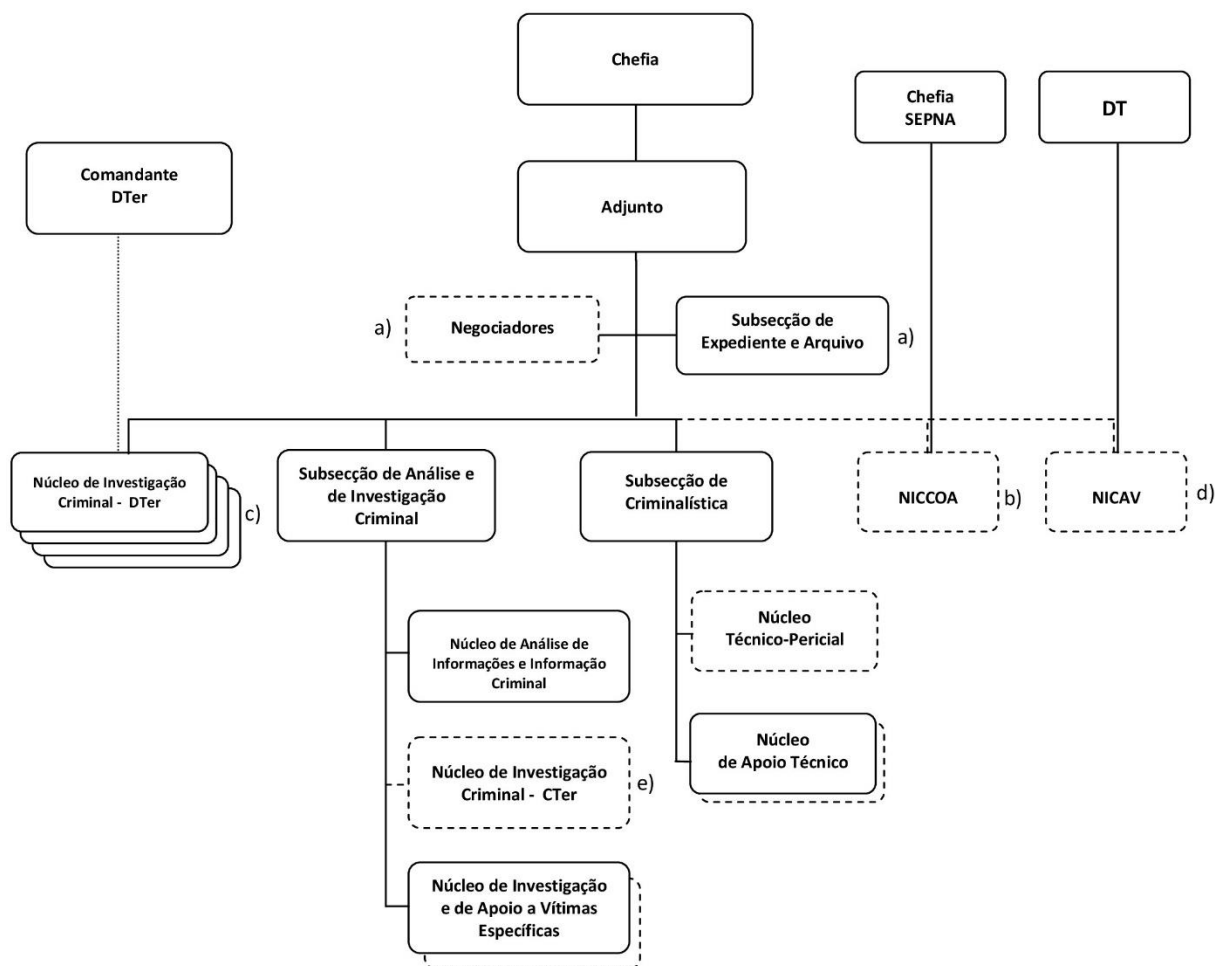 Chefia
Chefia
SEPNA
DT
Comandante
DTer
Adjunto
a)
Negociadores
Subsecção de
Expediente e Arquivo
a)
Núcleo de Investigação
Criminal - DTer
c)
Subsecção de Análise e
de Investigação
Criminal
Subsecção de
Criminalística
NICCOA
b)
NICAV
d)
Núcleo de Análise de
Informações e Informação
Criminal
Núcleo
Técnico-Pericial
Núcleo de Investigação
Criminal - CTer
e)
Núcleo
de Apoio Técnico
Núcleo de Investigação
e de Apoio a Vítimas
Específicas